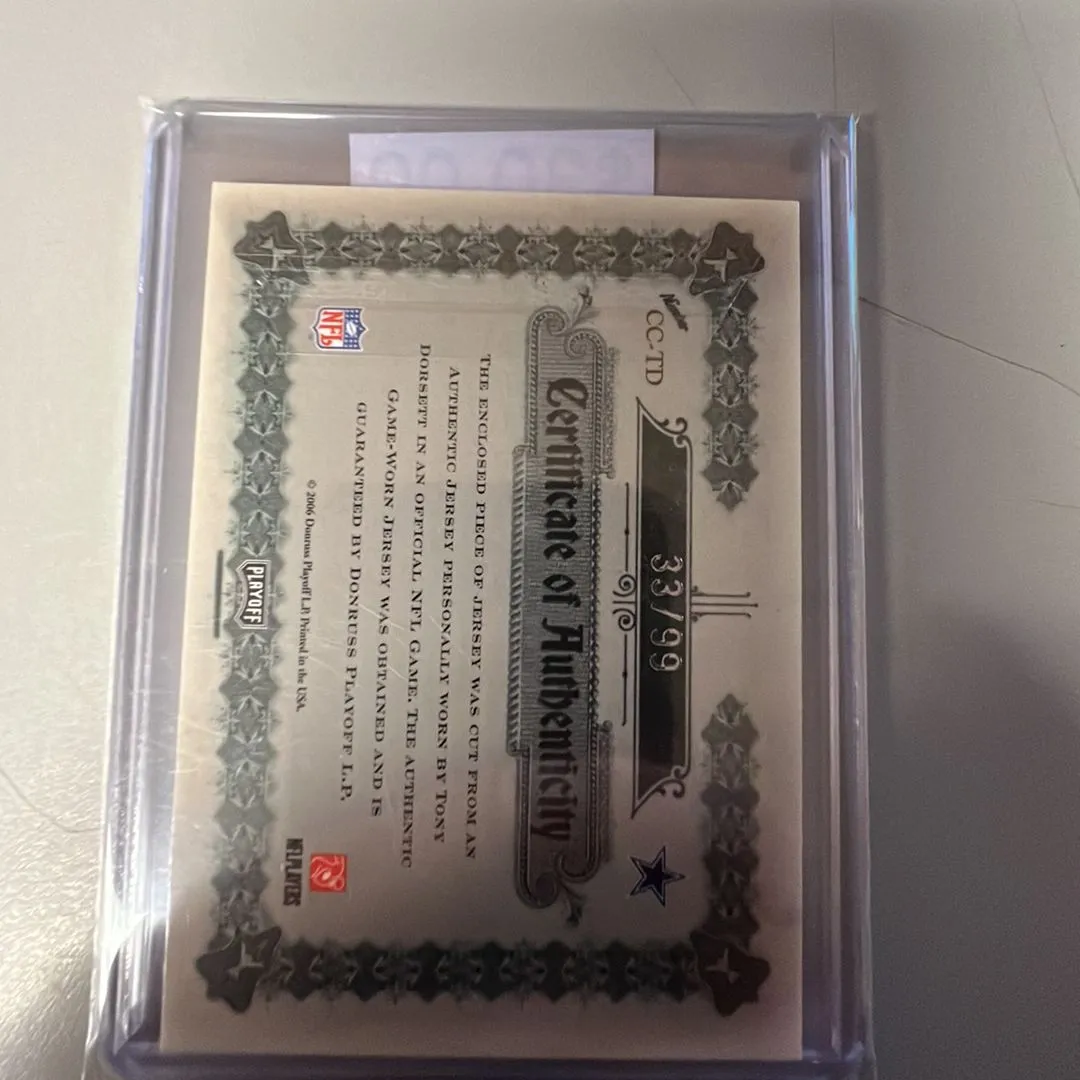 Number
CC-TD
33/99
Certificate of Authenticity
THE ENCLOSED PIECE OF JERSEY WAS CUT FROM AN
AUTHENTIC JERSEY PERSONALLY WORN BY TONY
DORSETT IN AN OFFICIAL NFL GAME. THE AUTHENTIC
GAME-WORN JERSEY WAS OBTAINED AND IS
GUARANTEED BY DONRUSS PLAYOFF L.P.
NFL
© 2006 Donruss Playoff L.P. Printed in the USA.
NFLPLAYERS
PLAYOFF